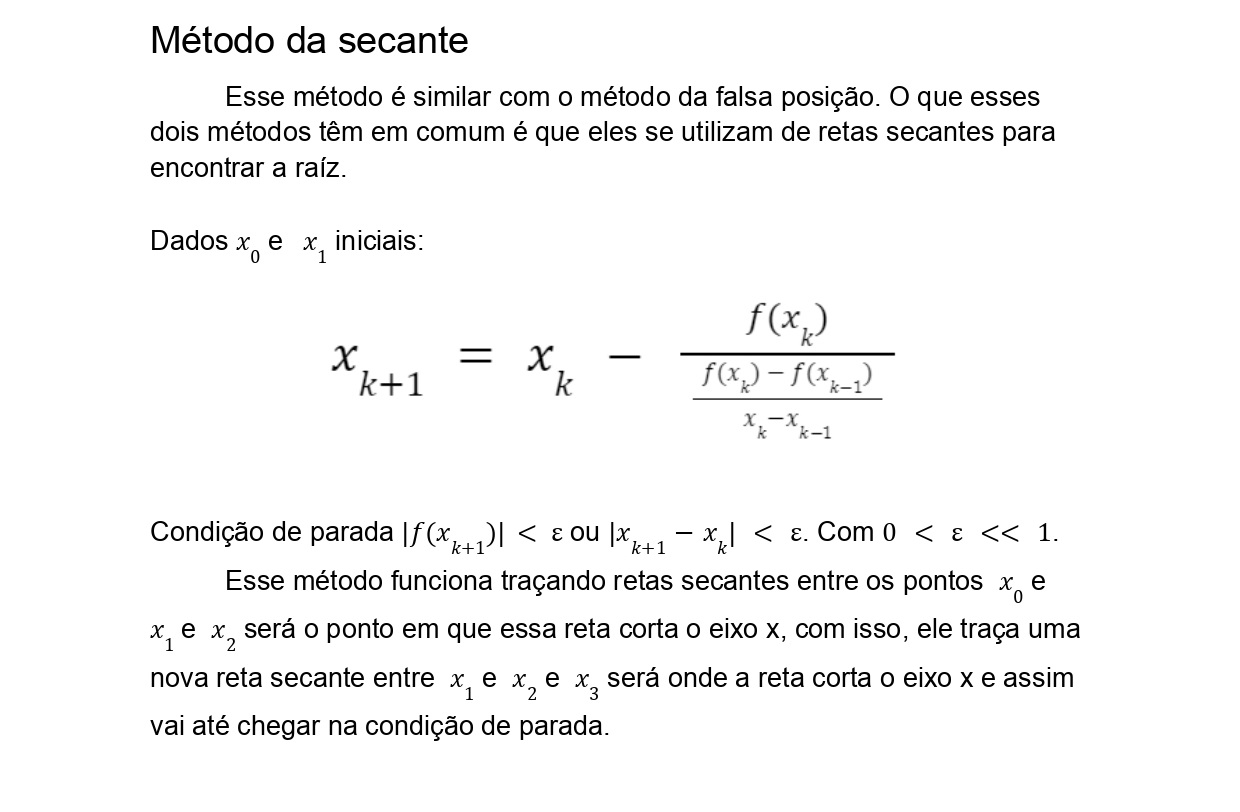 Método da secante
Esse método é similar com o método da falsa posição. O que esses
dois métodos têm em comum é que eles se utilizam de retas secantes para
encontrar a raíz.
Dados x_0 e x_1 iniciais:
x_{k+1} = x_k − \frac{f(x_k)}{\frac{f(x_k) − f(x_{k−1})}{x_k − x_{k−1}}}
Condição de parada |f(x_{k+1})| < ε ou |x_{k+1} − x_k| < ε. Com 0 < ε << 1.
Esse método funciona traçando retas secantes entre os pontos x_0 e
x_1 e x_2 será o ponto em que essa reta corta o eixo x, com isso, ele traça uma
nova reta secante entre x_1 e x_2 e x_3 será onde a reta corta o eixo x e assim
vai até chegar na condição de parada.